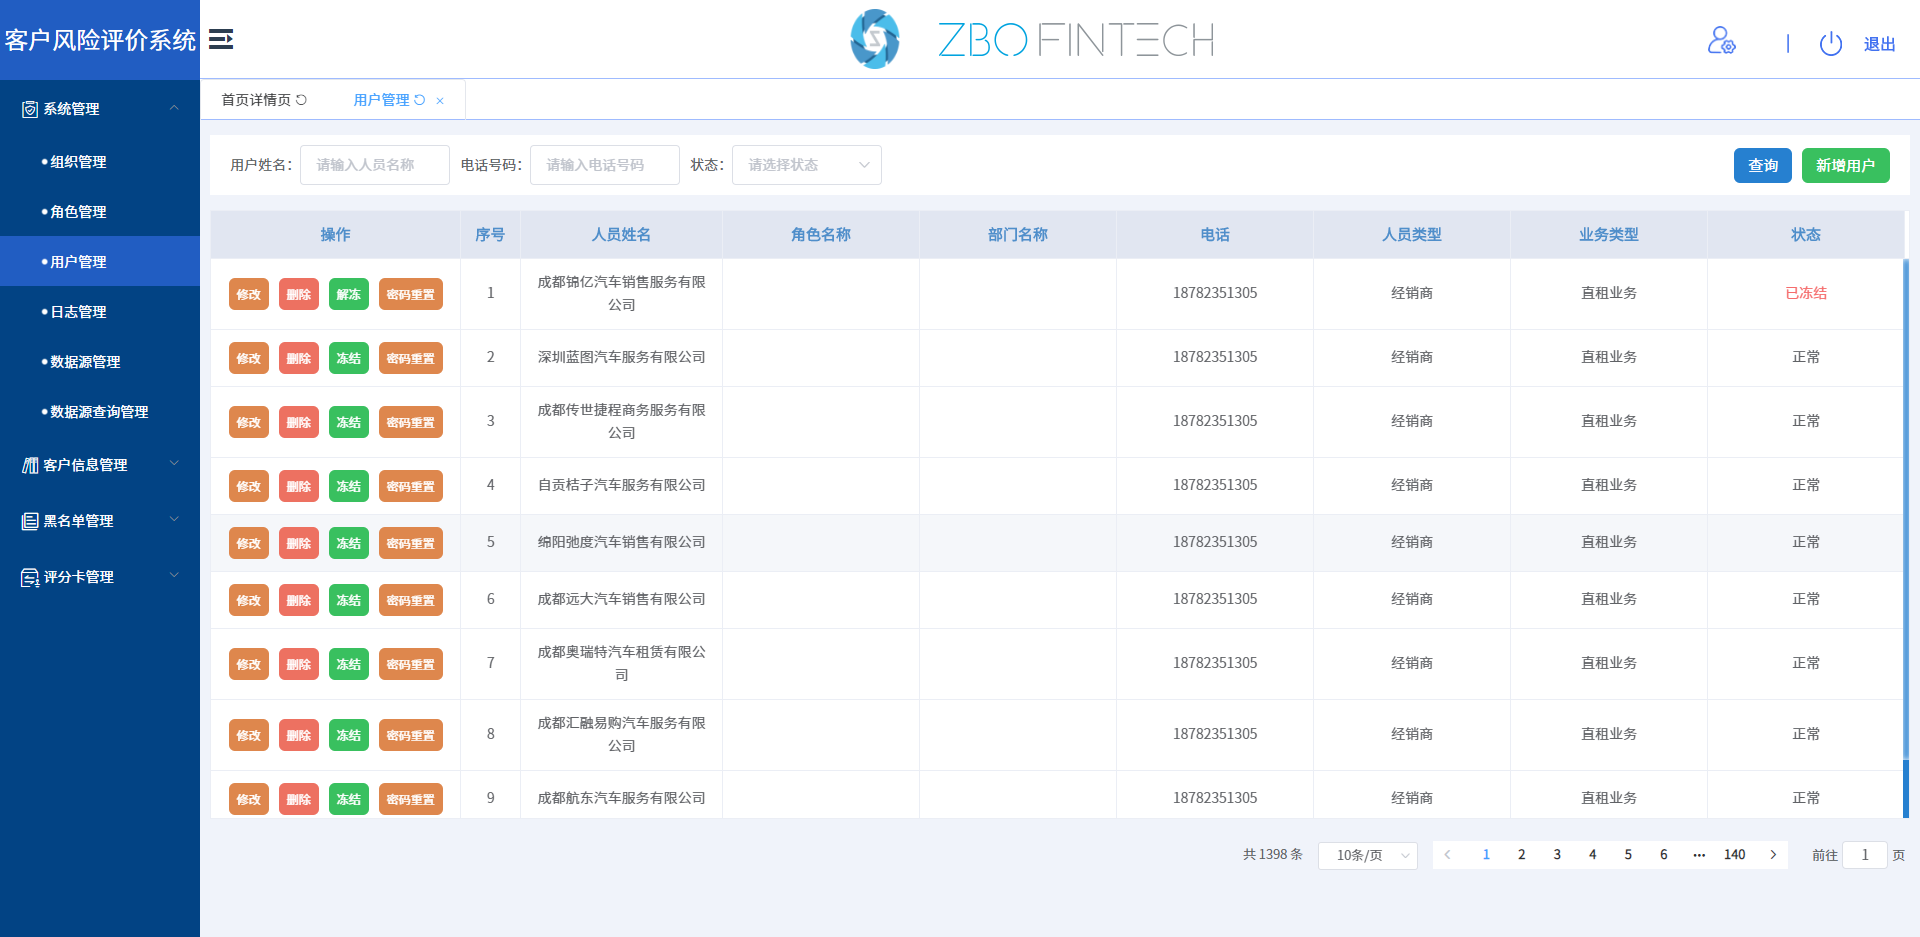 客户风险评价系统
ZBO FINTECH
退出
系统管理
组织管理
角色管理
用户管理
日志管理
数据源管理
数据源查询管理
客户信息管理
黑名单管理
评分卡管理
首页详情页 用户管理 ×
用户姓名： 请输入人员名称 电话号码： 请输入电话号码 状态： 请选择状态 查询 新增用户
操作 序号 人员姓名 角色名称 部门名称 电话 人员类型 业务类型 状态
修改 删除 解冻 密码重置 1 成都锦亿汽车销售服务有限 18782351305 经销商 直租业务 已冻结
公司
修改 删除 冻结 密码重置 2 深圳蓝图汽车服务有限公司 18782351305 经销商 直租业务 正常
修改 删除 冻结 密码重置 3 成都传世捷程商务服务有限 18782351305 经销商 直租业务 正常
公司
修改 删除 冻结 密码重置 4 自贡桔子汽车服务有限公司 18782351305 经销商 直租业务 正常
修改 删除 冻结 密码重置 5 绵阳弛度汽车销售有限公司 18782351305 经销商 直租业务 正常
修改 删除 冻结 密码重置 6 成都远大汽车销售有限公司 18782351305 经销商 直租业务 正常
修改 删除 冻结 密码重置 7 成都奥瑞特汽车租赁有限公 18782351305 经销商 直租业务 正常
司
修改 删除 冻结 密码重置 8 成都汇融易购汽车服务有限 18782351305 经销商 直租业务 正常
公司
修改 删除 冻结 密码重置 9 成都航东汽车服务有限公司 18782351305 经销商 直租业务 正常
共 1398 条 10条/页 1 2 3 4 5 6 ••• 140 前往 1 页